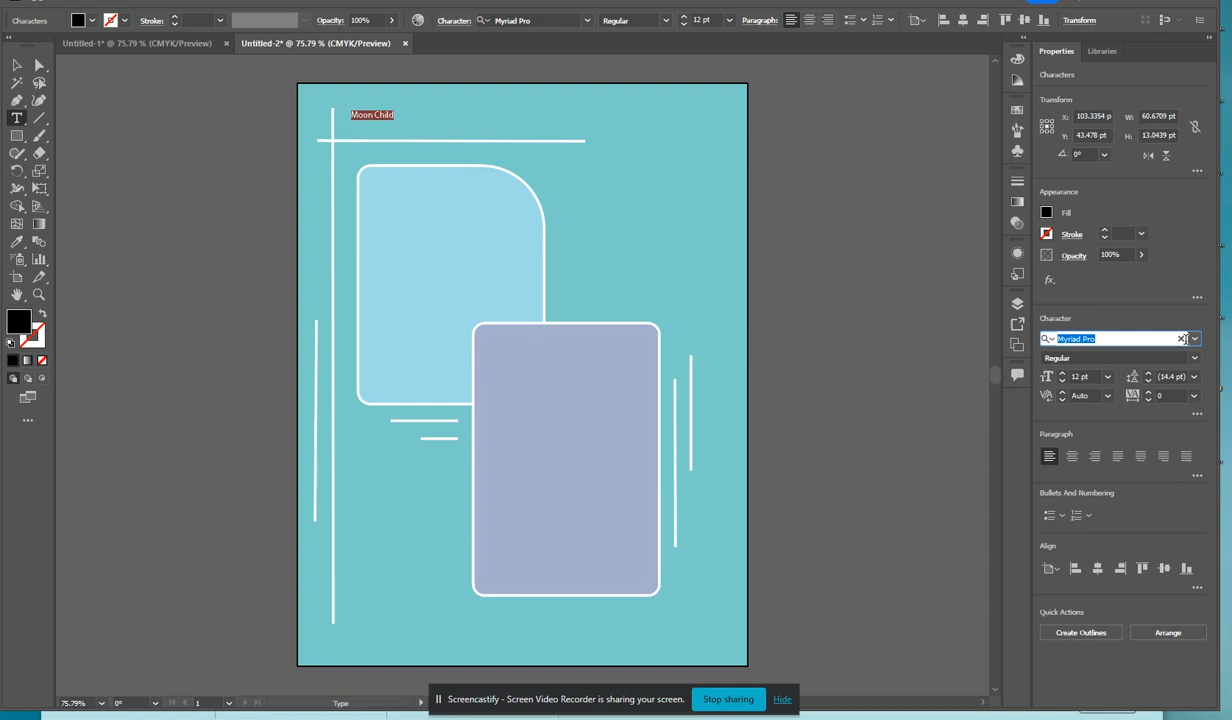 Characters Stroke: Opacity: 100% Character: Myriad Pro Regular 12 pt Paragraph: Transform
Untitled-1* @ 75.79 % (CMYK/Preview) × Untitled-2* @ 75.79 % (CMYK/Preview) ×
Moon Child
Properties Libraries
Characters
Transform
X: 103.3354 p W: 60.6709 pt
Y: 43.478 pt H: 13.0439 pt
0°
Appearance
Fill
Stroke
Opacity 100%
fx.
Character
Myriad Pro
Regular
12 pt (14.4 pt)
Auto 0
Paragraph
Bullets And Numbering
Align
Quick Actions
Create Outlines Arrange
75.79% 0° 1 Type
Screencastify - Screen Video Recorder is sharing your screen. Stop sharing Hide